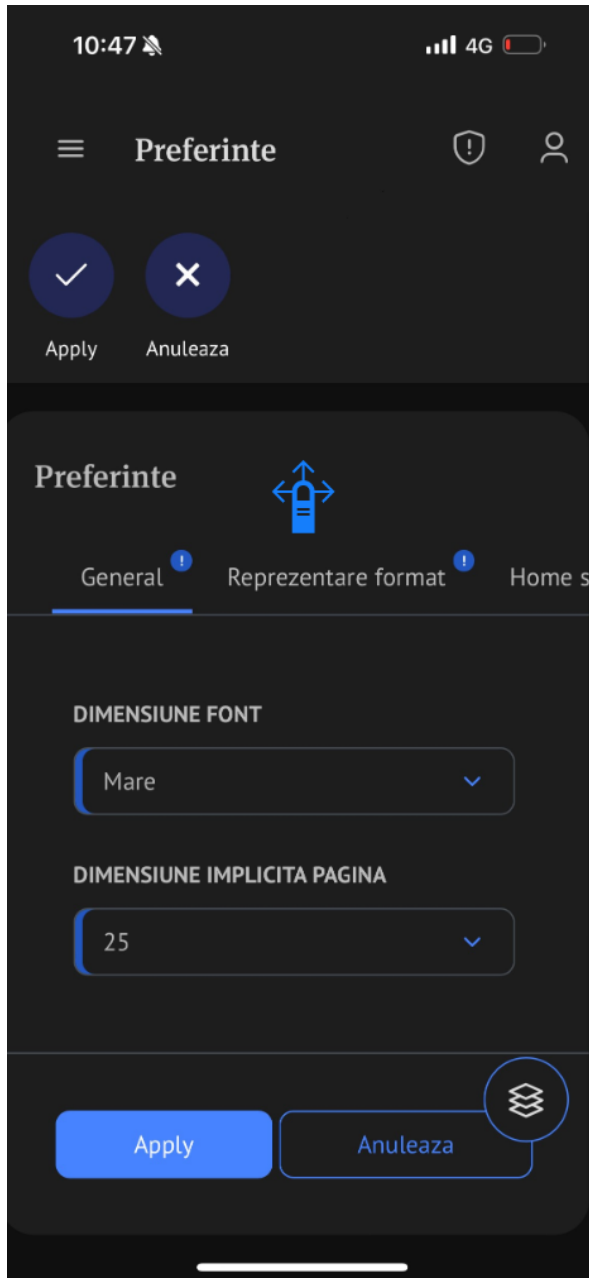 10:47 4G
Preferinte
Apply Anuleaza
Preferinte
General ! Reprezentare format ! Home s
DIMENSIUNE FONT
Mare
DIMENSIUNE IMPLICITA PAGINA
25
Apply Anuleaza